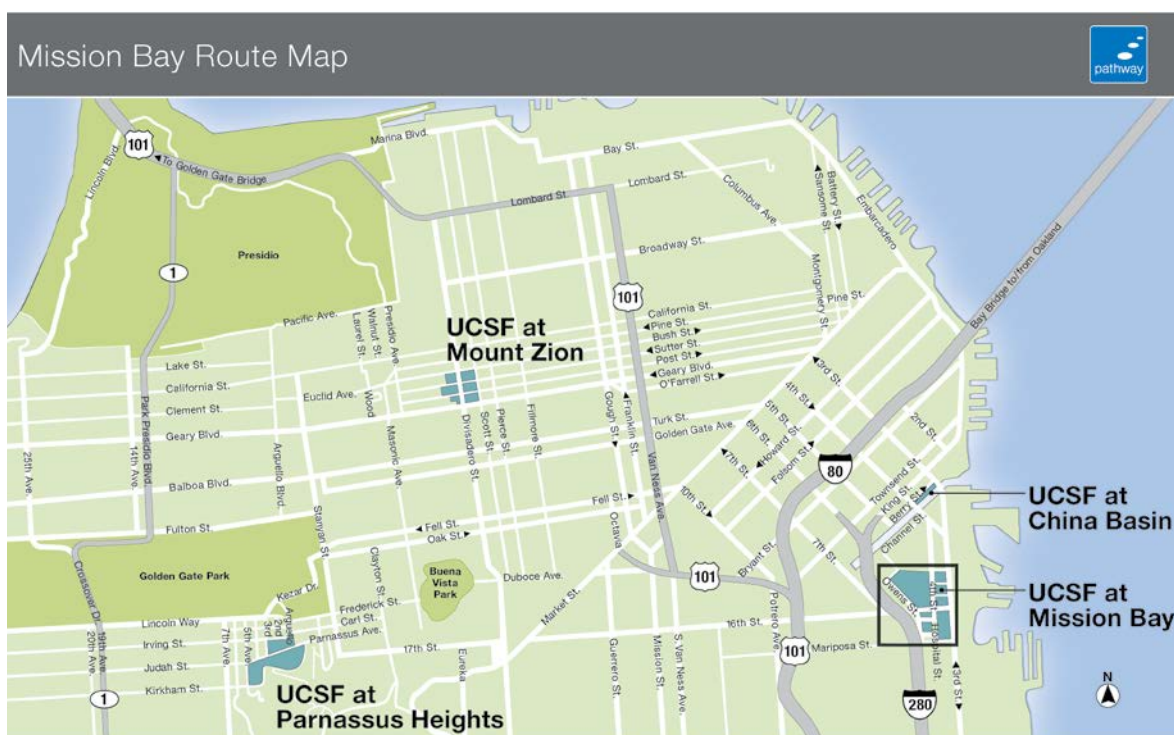 Mission Bay Route Map
pathway
101
To Golden Gate Bridge
Lincoln Blvd.
Marina Blvd.
Bay St.
Lombard St.
Lombard St.
Columbus Ave.
Battery St.
Sansome St.
Embarcadero
Broadway St.
Montgomery St.
Presidio
1
101
Bay Bridge to/from Oakland
Pacific Ave.
Laurel St.
Walnut St.
Presidio Ave.
UCSF at
Mount Zion
California St.
Pine St.
Pine St.
Bush St.
Sutter St.
Post St.
Geary Blvd.
O'Farrell St.
Lake St.
California St.
Clement St.
Geary Blvd.
Euclid Ave.
Wood
Masonic Ave.
Park Presidio Blvd.
14th Ave.
25th Ave.
Arguello Blvd.
Balboa Blvd.
Divisadero St.
Scott St.
Pierce St.
Fillmore St.
Gough St.
Franklin St.
Van Ness Ave.
Turk St.
Golden Gate Ave.
3rd St.
4th St.
5th St.
6th St.
7th St.
Howard St.
Folsom St.
2nd St.
80
10th St.
Townsend St.
King St.
Berry St.
Channel St.
UCSF at
China Basin
Fulton St.
Stanyan St.
Fell St.
Fell St.
Oak St.
Octavia
Bryant St.
7th St.
Golden Gate Park
Crossover Dr.
Kezar Dr.
Clayton St.
Buena
Vista
Park
Duboce Ave.
Market St.
101
Potrero Ave.
Owens St.
4th St.
Hospital St.
UCSF at
Mission Bay
Lincoln Way
Irving St.
Judah St.
Kirkham St.
20th Ave.
19th Ave.
7th Ave.
5th Ave.
3rd
2nd
Arguello
Frederick St.
Carl St.
Parnassus Ave.
17th St.
16th St.
Mariposa St.
101
Eureka
Guerrero St.
Mission St.
S. Van Ness Ave.
1
UCSF at
Parnassus Heights
280
3rd St.
N